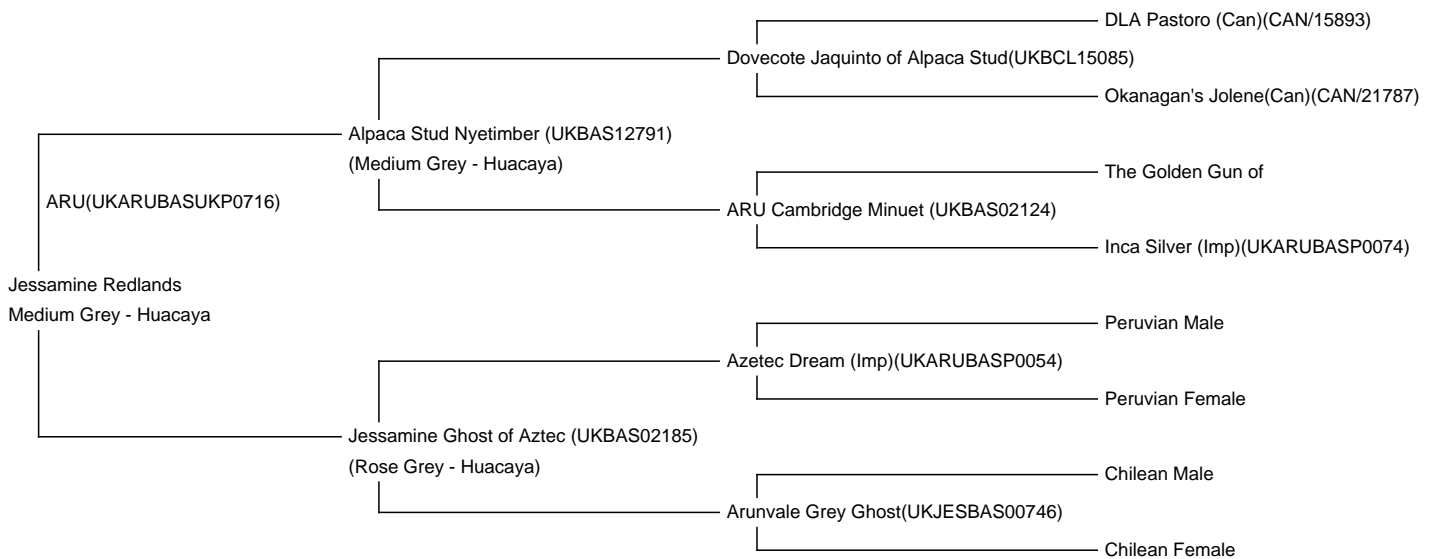 DLA Pastoro (Can)(CAN/15893)
Dovecote Jaquinto of Alpaca Stud(UKBCL15085)
Okanagan's Jolene(Can)(CAN/21787)
Alpaca Stud Nyetimber (UKBAS12791)
(Medium Grey - Huacaya)
The Golden Gun of
ARU(UKARUBASUKP0716)
ARU Cambridge Minuet (UKBAS02124)
Inca Silver (Imp)(UKARUBASP0074)
Jessamine Redlands
Medium Grey - Huacaya
Peruvian Male
Azetec Dream (Imp)(UKARUBASP0054)
Peruvian Female
Jessamine Ghost of Aztec (UKBAS02185)
(Rose Grey - Huacaya)
Chilean Male
Arunvale Grey Ghost(UKJESBAS00746)
Chilean Female